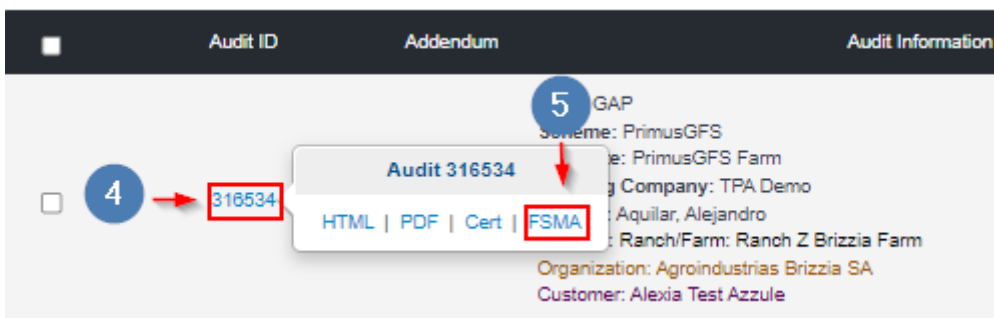 Audit ID Addendum Audit Information
5 GAP
Scheme: PrimusGFS
e: PrimusGFS Farm
Audit 316534
g Company: TPA Demo
4 316534
: Aquilar, Alejandro
HTML | PDF | Cert | FSMA
: Ranch/Farm: Ranch Z Brizzia Farm
Organization: Agroindustrias Brizzia SA
Customer: Alexia Test Azzule